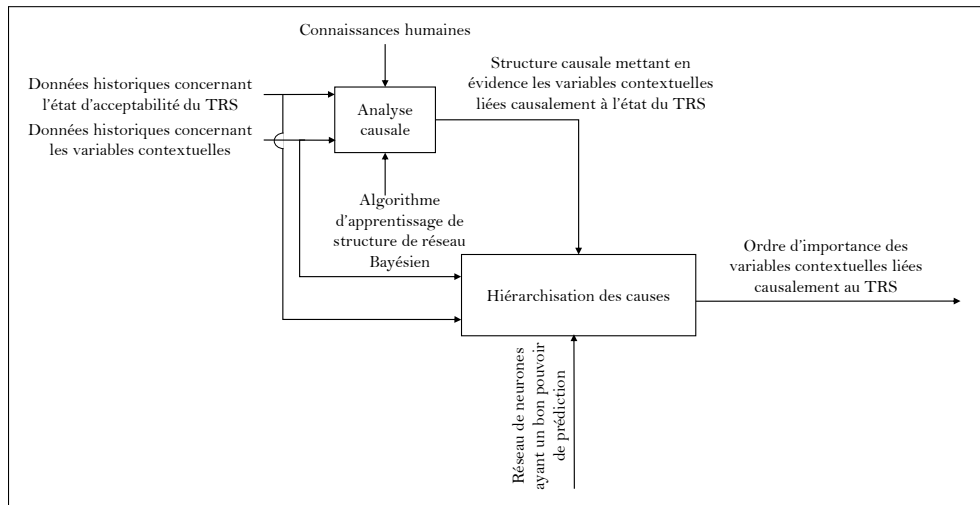 Connaissances humaines
Données historiques concernant
l'état d'acceptabilité du TRS
Données historiques concernant
les variables contextuelles
Analyse
causale
Structure causale mettant en
évidence les variables contextuelles
liées causalement à l'état du TRS
Algorithme
d'apprentissage de
structure de réseau
Bayésien
Hiérarchisation des causes
Ordre d'importance des
variables contextuelles liées
causalement au TRS
Réseau de neurones
ayant un bon pouvoir
de prédiction